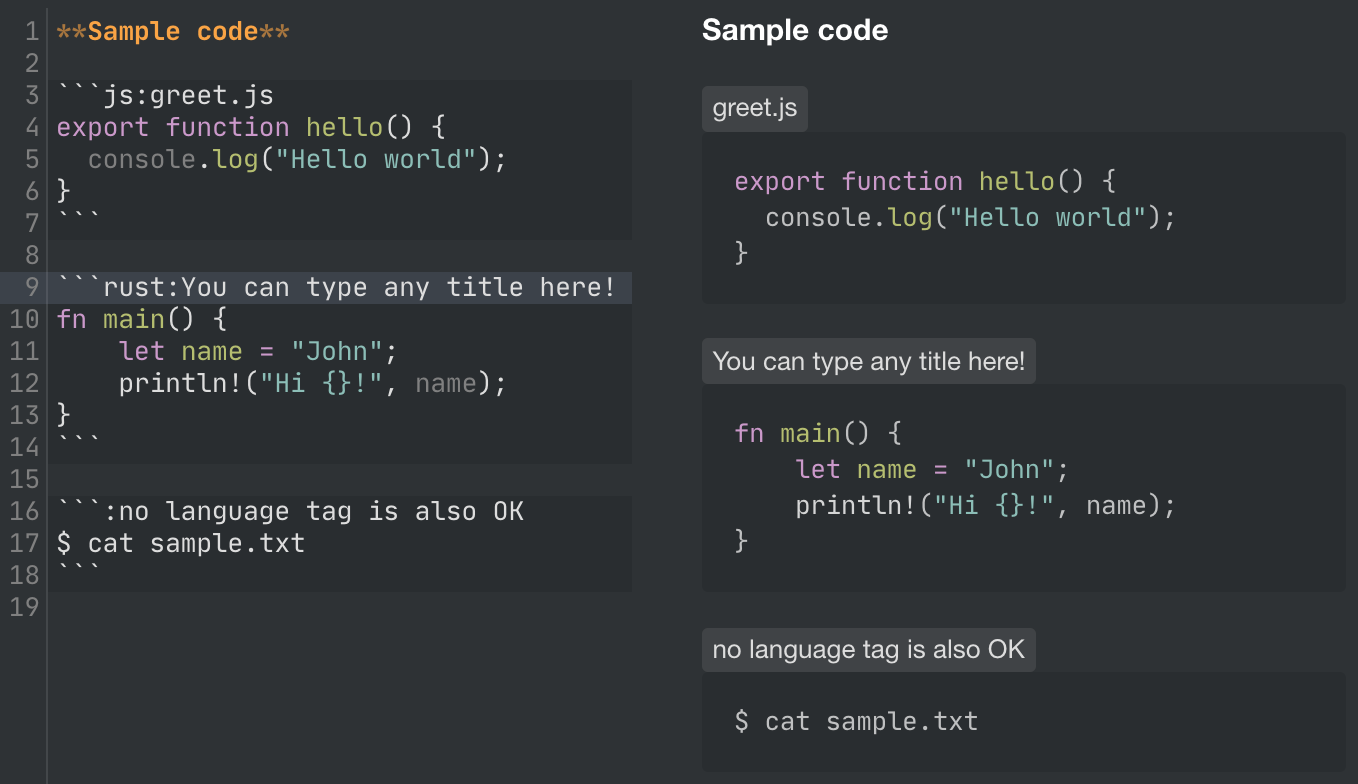 1 **Sample code**
2
3 ```js:greet.js
4 export function hello() {
5   console.log("Hello world");
6 }
7 ```
8
9 ```rust:You can type any title here!
10 fn main() {
11     let name = "John";
12     println!("Hi {}!", name);
13 }
14 ```
15
16 ```:no language tag is also OK
17 $ cat sample.txt
18 ```
19
Sample code
greet.js
export function hello() {
  console.log("Hello world");
}
You can type any title here!
fn main() {
    let name = "John";
    println!("Hi {}!", name);
}
no language tag is also OK
$ cat sample.txt